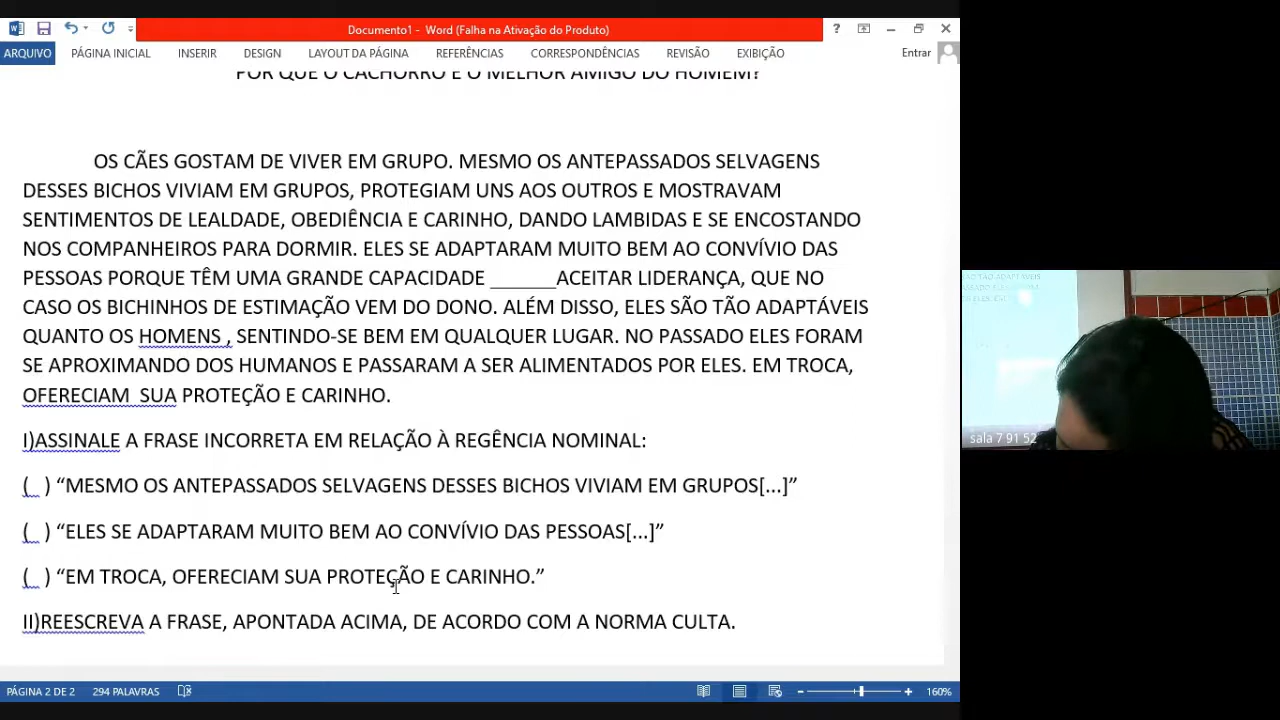 Documento1 - Word (Falha na Ativação do Produto)
?
ARQUIVO PÁGINA INICIAL INSERIR DESIGN LAYOUT DA PÁGINA REFERÊNCIAS CORRESPONDÊNCIAS REVISÃO EXIBIÇÃO Entrar
POR QUE O CACHORRO É O MELHOR AMIGO DO HOMEM?
OS CÃES GOSTAM DE VIVER EM GRUPO. MESMO OS ANTEPASSADOS SELVAGENS
DESSES BICHOS VIVIAM EM GRUPOS, PROTEGIAM UNS AOS OUTROS E MOSTRAVAM
SENTIMENTOS DE LEALDADE, OBEDIÊNCIA E CARINHO, DANDO LAMBIDAS E SE ENCOSTANDO
NOS COMPANHEIROS PARA DORMIR. ELES SE ADAPTARAM MUITO BEM AO CONVÍVIO DAS
PESSOAS PORQUE TÊM UMA GRANDE CAPACIDADE ______ACEITAR LIDERANÇA, QUE NO
CASO OS BICHINHOS DE ESTIMAÇÃO VEM DO DONO. ALÉM DISSO, ELES SÃO TÃO ADAPTÁVEIS
QUANTO OS HOMENS , SENTINDO-SE BEM EM QUALQUER LUGAR. NO PASSADO ELES FORAM
SE APROXIMANDO DOS HUMANOS E PASSARAM A SER ALIMENTADOS POR ELES. EM TROCA,
OFERECIAM SUA PROTEÇÃO E CARINHO.
I)ASSINALE A FRASE INCORRETA EM RELAÇÃO À REGÊNCIA NOMINAL:
( ) “MESMO OS ANTEPASSADOS SELVAGENS DESSES BICHOS VIVIAM EM GRUPOS[...]”
( ) “ELES SE ADAPTARAM MUITO BEM AO CONVÍVIO DAS PESSOAS[...]”
( ) “EM TROCA, OFERECIAM SUA PROTEÇÃO E CARINHO.”
II)REESCREVA A FRASE, APONTADA ACIMA, DE ACORDO COM A NORMA CULTA.
PÁGINA 2 DE 2 294 PALAVRAS 160%
sala 7 91 52